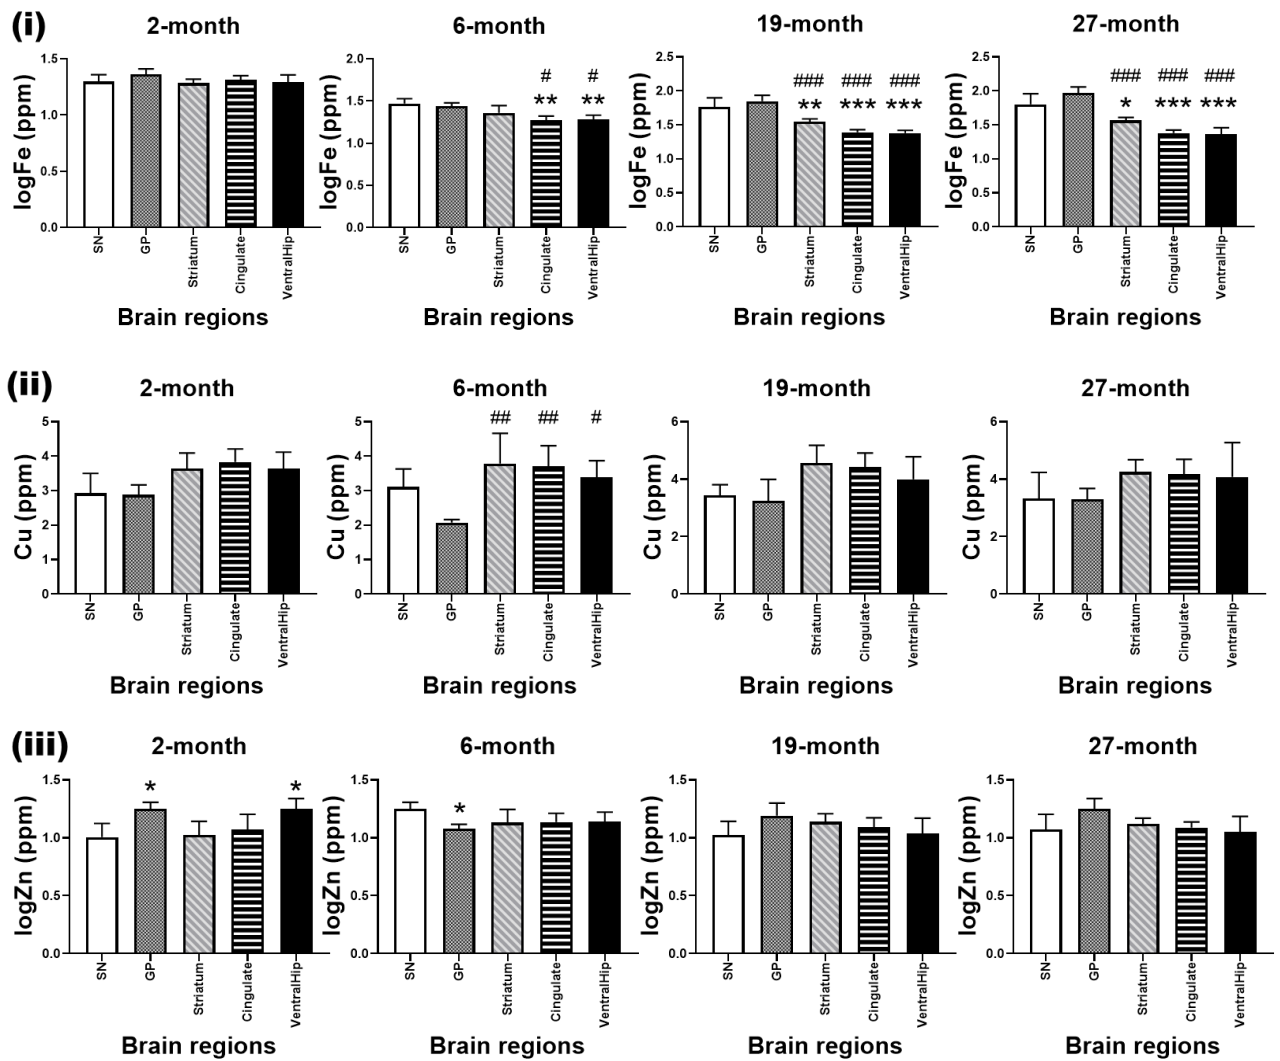 (i)
2-month
6-month
19-month
27-month
logFe (ppm)
1.5
1.0
0.5
0.0
SN
GP
Striatum
Cingulate
VentralHip
Brain regions
logFe (ppm)
2.0
1.5
1.0
0.5
0.0
# #
** **
SN
GP
Striatum
Cingulate
VentralHip
Brain regions
logFe (ppm)
2.5
2.0
1.5
1.0
0.5
0.0
### ### ###
** *** ***
SN
GP
Striatum
Cingulate
VentralHip
Brain regions
logFe (ppm)
2.5
2.0
1.5
1.0
0.5
0.0
### ### ###
* *** ***
SN
GP
Striatum
Cingulate
VentralHip
Brain regions
(ii)
2-month
6-month
19-month
27-month
Cu (ppm)
5
4
3
2
1
0
SN
GP
Striatum
Cingulate
VentralHip
Brain regions
Cu (ppm)
5
4
3
2
1
0
## ## #
SN
GP
Striatum
Cingulate
VentralHip
Brain regions
Cu (ppm)
6
4
2
0
SN
GP
Striatum
Cingulate
VentralHip
Brain regions
Cu (ppm)
6
4
2
0
SN
GP
Striatum
Cingulate
VentralHip
Brain regions
(iii)
2-month
6-month
19-month
27-month
logZn (ppm)
1.5
1.0
0.5
0.0
* *
SN
GP
Striatum
Cingulate
VentralHip
Brain regions
logZn (ppm)
1.5
1.0
0.5
0.0
*
SN
GP
Striatum
Cingulate
VentralHip
Brain regions
logZn (ppm)
1.5
1.0
0.5
0.0
SN
GP
Striatum
Cingulate
VentralHip
Brain regions
logZn (ppm)
1.5
1.0
0.5
0.0
SN
GP
Striatum
Cingulate
VentralHip
Brain regions